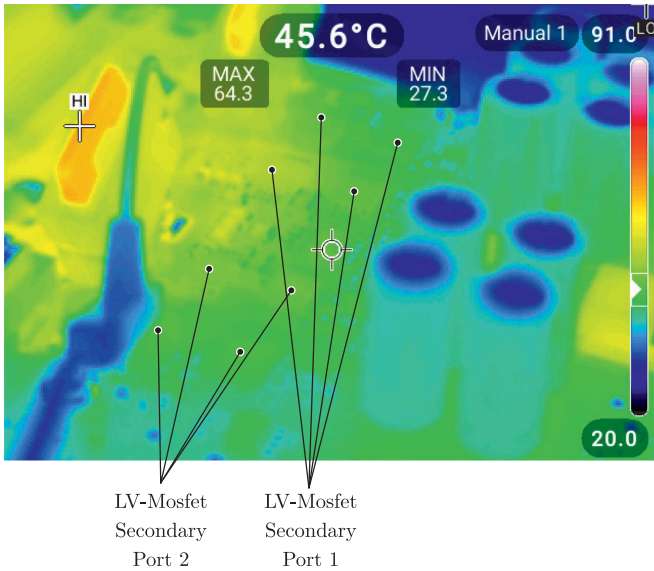 45.6°C
Manual 1
91.0
LO
MAX
64.3
MIN
27.3
HI
20.0
LV-Mosfet
Secondary
Port 2
LV-Mosfet
Secondary
Port 1